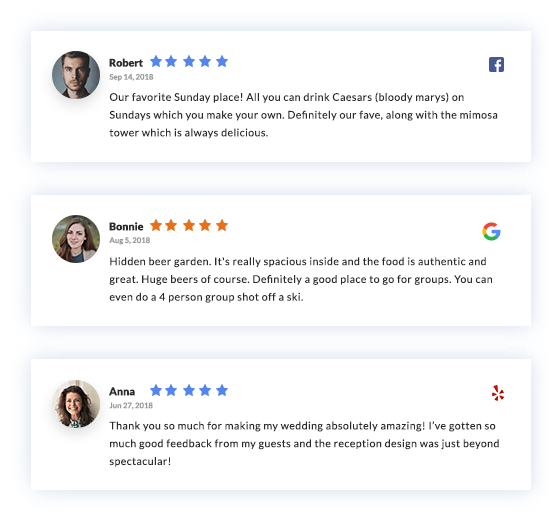 Robert
Sep 14, 2018
Our favorite Sunday place! All you can drink Caesars (bloody marys) on
Sundays which you make your own. Definitely our fave, along with the mimosa
tower which is always delicious.
Bonnie
Aug 5, 2018
Hidden beer garden. It's really spacious inside and the food is authentic and
great. Huge beers of course. Definitely a good place to go for groups. You can
even do a 4 person group shot off a ski.
Anna
Jun 27, 2018
Thank you so much for making my wedding absolutely amazing! I've gotten so
much good feedback from my guests and the reception design was just beyond
spectacular!